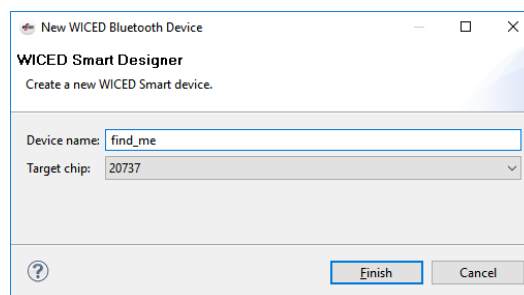 New WICED Bluetooth Device
WICED Smart Designer
Create a new WICED Smart device.
Device name: find_me
Target chip: 20737
?
Finish
Cancel